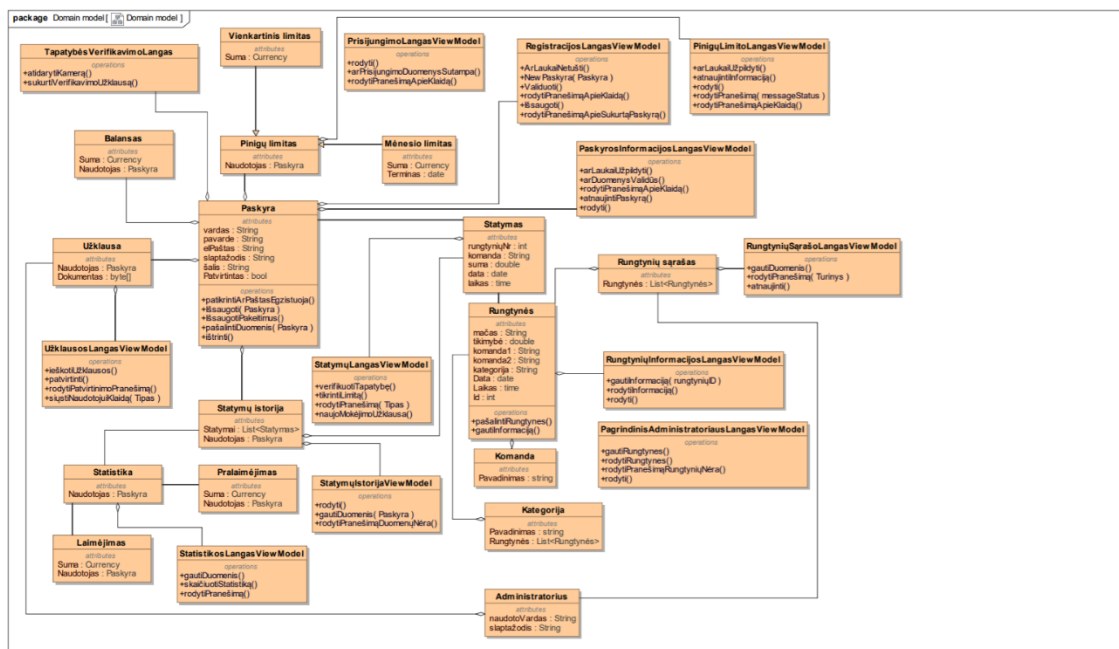 package Domain model [ Domain model ]
TapatybėsVerifikavimoLangas
operations
+atidarytiKamerą()
+sukurtiVerifikavimoUžklausą()
Vienkartinis limitas
attributes
Suma : Currency
PrisijungimoLangasViewModel
operations
+rodyti()
+arPrisijungimoDuomenysSutampa()
+rodytiPranešimąApieKlaidą()
RegistracijosLangasViewModel
operations
+ArLaukaiNetušti()
+New Paskyra( Paskyra )
+Validuoti()
+rodytiPranešimąApieKlaidą()
+Išsaugoti()
+rodytiPranešimąApieSukurtąPaskyrą()
PinigųLimitoLangasViewModel
operations
+arLaukaiUžpildyti()
+atnaujintiInformaciją()
+rodyti()
+rodytiPranešimą( messageStatus )
+rodytiPranešimąApieKlaidą()
Balansas
attributes
Suma : Currency
Naudotojas : Paskyra
Pinigų limitas
attributes
Naudotojas : Paskyra
Mėnesio limitas
attributes
Suma : Currency
Terminas : date
PaskyrosInformacijosLangasViewModel
operations
+arLaukaiUžpildyti()
+arDuomenysValidūs()
+rodytiPranešimąApieKlaidą()
+atnaujintiPaskyrą()
+rodyti()
Paskyra
attributes
vardas : String
pavarde : String
elPaštas : String
slaptažodis : String
šalis : String
Patvirtintas : bool
operations
+patikrintiArPaštasEgzistuoja()
+Išsaugoti( Paskyra )
+IšsaugotiPakeitimus()
+pašalintiDuomenis( Paskyra )
+ištrinti()
Statymas
attributes
rungtyniųNr : int
komanda : String
suma : double
data : date
laikas : time
Užklausa
attributes
Naudotojas : Paskyra
Dokumentas : byte[]
Rungtynių sąrašas
attributes
Rungtynės : List<Rungtynės>
RungtyniųSąrašoLangasViewModel
operations
+gautiDuomenis()
+rodytiPranešimą( Turinys )
+atnaujinti()
Rungtynės
attributes
mačas : String
tikimybė : double
komanda1 : String
komanda2 : String
kategorija : String
Data : date
Laikas : time
id : int
operations
+pašalintiRungtynes()
+gautiInformaciją()
UžklausosLangasViewModel
operations
+ieškotiUžklausos()
+patvirtinti()
+rodytiPatvirtinimoPranešimą()
+siųstiNaudotojuiKlaidą( Tipas )
StatymųLangasViewModel
operations
+verifikuotiTapatybę()
+tikrintiLimitą()
+rodytiPranešimą( Tipas )
+naujoMokėjimoUžklausa()
RungtyniųInformacijosLangasViewModel
operations
+gautiInformaciją( rungtyniųID )
+rodytiInformaciją()
+rodyti()
Statymų istorija
attributes
Statymai : List<Statymas>
Naudotojas : Paskyra
PagrindinisAdministratoriausLangasViewModel
operations
+gautiRungtynes()
+rodytiRungtynes()
+rodytiPranešimąRungtyniųNėra()
+rodyti()
Komanda
attributes
Pavadinimas : string
Statistika
attributes
Naudotojas : Paskyra
Pralaimėjimas
attributes
Suma : Currency
Naudotojas : Paskyra
StatymųIstorijaViewModel
operations
+rodyti()
+gautiDuomenis( Paskyra )
+rodytiPranešimąDuomenųNėra()
Kategorija
attributes
Pavadinimas : string
Rungtynės : List<Rungtynės>
Laimėjimas
attributes
Suma : Currency
Naudotojas : Paskyra
StatistikosLangasViewModel
operations
+gautiDuomenis()
+skaičiuotiStatistiką()
+rodytiPranešimą()
Administratorius
attributes
naudotoVardas : String
slaptažodis : String